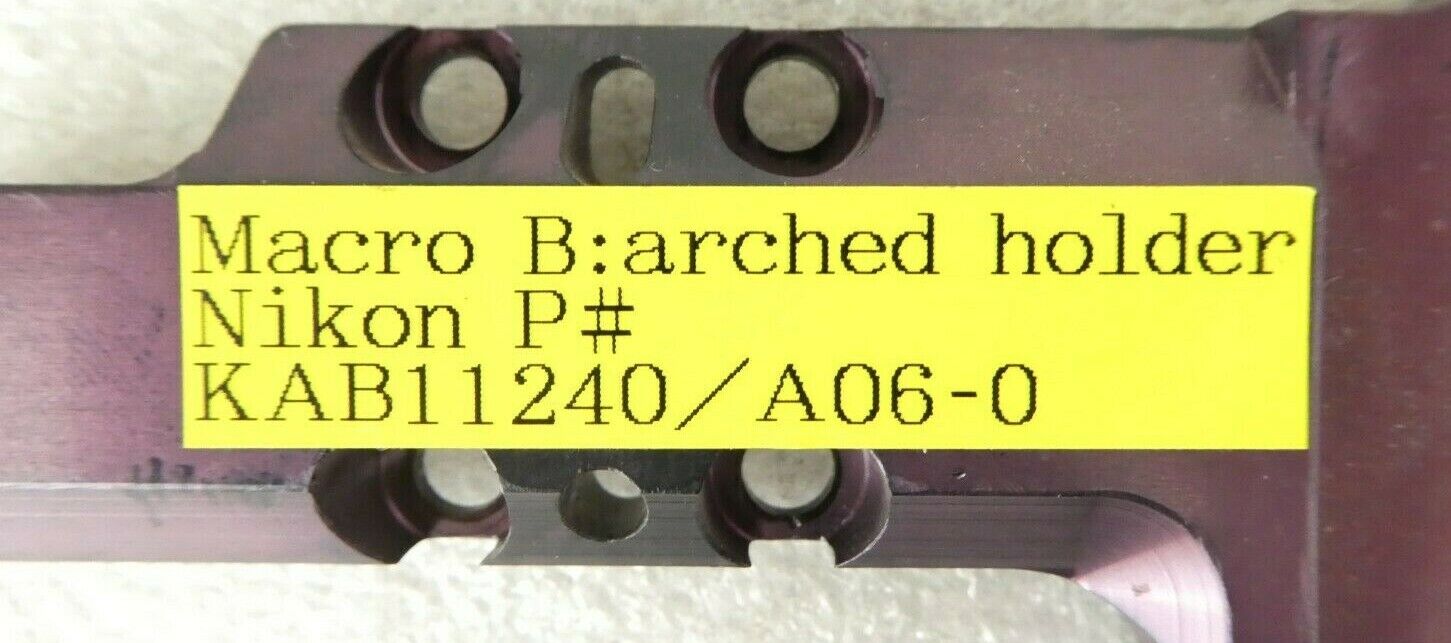 Macro B:arched holder
Nikon P#
KAB11240/A06-0